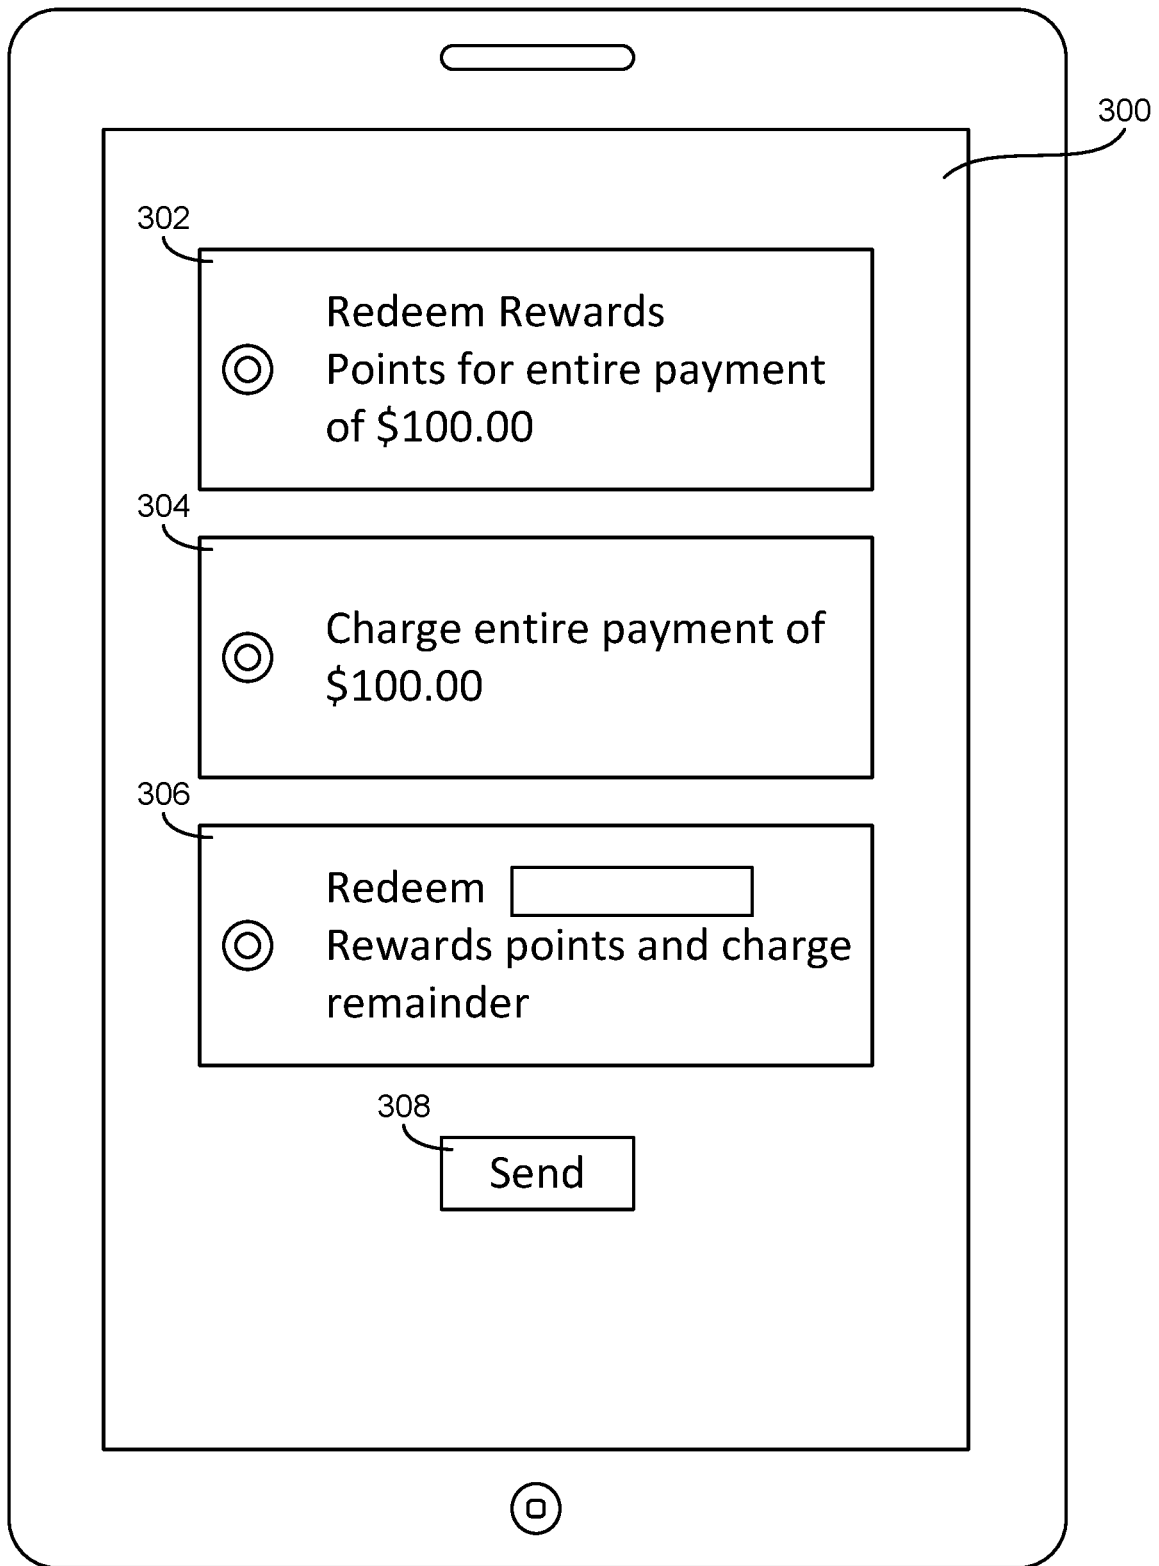 300
302
Redeem Rewards
Points for entire payment
of $100.00
304
Charge entire payment of
$100.00
306
Redeem
Rewards points and charge
remainder
308
Send